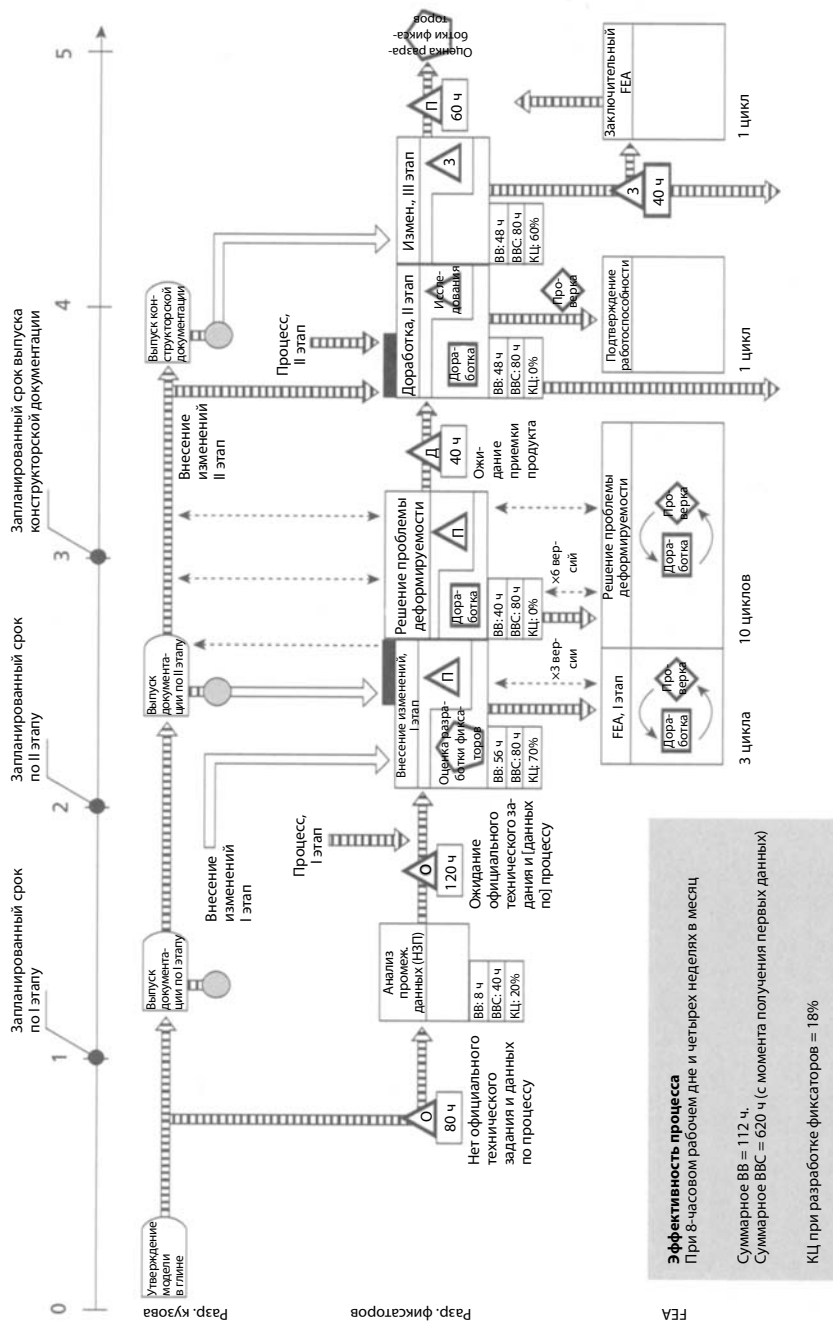 Запланированный срок
по I этапу
Запланированный срок
по II этапу
Запланированный срок выпуска
конструкторской документации
0
1
2
3
4
5
Разр. кузова
Утверждение
модели
в глине
Выпуск
документа-
ции по I этапу
Выпуск
документа-
ции по II этапу
Выпуск кон-
структорской
документации
Внесение
изменений
I этап
Внесение
изменений
II этап
Процесс,
I этап
Процесс,
II этап
Разр. фиксаторов
О
80 ч
Нет официального
технического
задания и данных
по процессу
Анализ
промеж.
данных (НЗП)
ВВ: 8 ч
ВВС: 40 ч
КЦ: 20%
О
120 ч
Ожидание
официального
технического за-
дания и [данных
по] процессу
Внесение изменений,
I этап
П
Оценка разра-
ботки фикса-
торов
ВВ: 56 ч
ВВС: 80 ч
КЦ: 70%
Решение проблемы
деформируемости
П
Дора-
ботка
ВВ: 40 ч
ВВС: 80 ч
КЦ: 0%
Д
40 ч
Ожи-
дание
приемки
продукта
Доработка, II этап
Иссле-
дования
Дора-
ботка
ВВ: 48 ч
ВВС: 80 ч
КЦ: 0%
Измен., III этап
З
ВВ: 48 ч
ВВС: 80 ч
КЦ: 60%
П
60 ч
Оценка разра-
ботки фикса-
торов
×3 вер-
сии
×6 вер-
сий
Про-
верка
З
40 ч
FEA
FEA, I этап
Дора-
ботка
Про-
верка
3 цикла
Решение проблемы
деформируемости
Дора-
ботка
Про-
верка
10 циклов
Подтверждение
работоспособности
1 цикл
Заключительный
FEA
1 цикл
Эффективность процесса
При 8-часовом рабочем дне и четырех неделях в месяц
Суммарное ВВ = 112 ч.
Суммарное ВВС = 620 ч (с момента получения первых данных)
КЦ при разработке фиксаторов = 18%